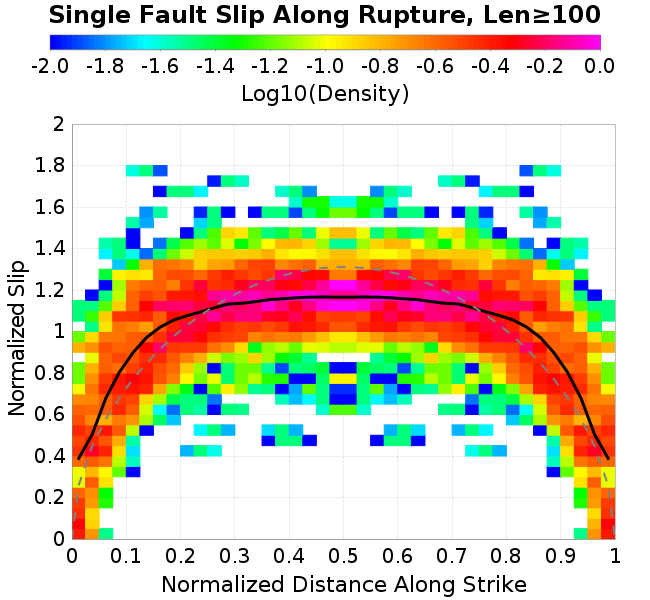 Single Fault Slip Along Rupture, Len≥100
-2.0 -1.8 -1.6 -1.4 -1.2 -1.0 -0.8 -0.6 -0.4 -0.2 0.0
Log10(Density)
Normalized Slip
2
1.8
1.6
1.4
1.2
1
0.8
0.6
0.4
0.2
0
0 0.1 0.2 0.3 0.4 0.5 0.6 0.7 0.8 0.9 1
Normalized Distance Along Strike